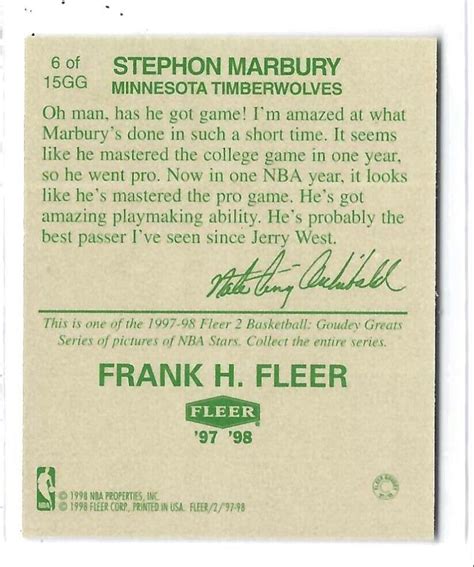 6 of
15GG
STEPHON MARBURY
MINNESOTA TIMBERWOLVES
Oh man, has he got game! I'm amazed at what
Marbury's done in such a short time. It seems
like he mastered the college game in one year,
so he went pro. Now in one NBA year, it looks
like he's mastered the pro game. He's got
amazing playmaking ability. He's probably the
best passer I've seen since Jerry West.
Nate Tiny Archibald
This is one of the 1997-98 Fleer 2 Basketball: Goudey Greats
Series of pictures of NBA Stars. Collect the entire series.
FRANK H. FLEER
FLEER
'97 '98
© 1998 NBA PROPERTIES, INC.
© 1998 FLEER CORP., PRINTED IN USA. FLEER/2/'97-98